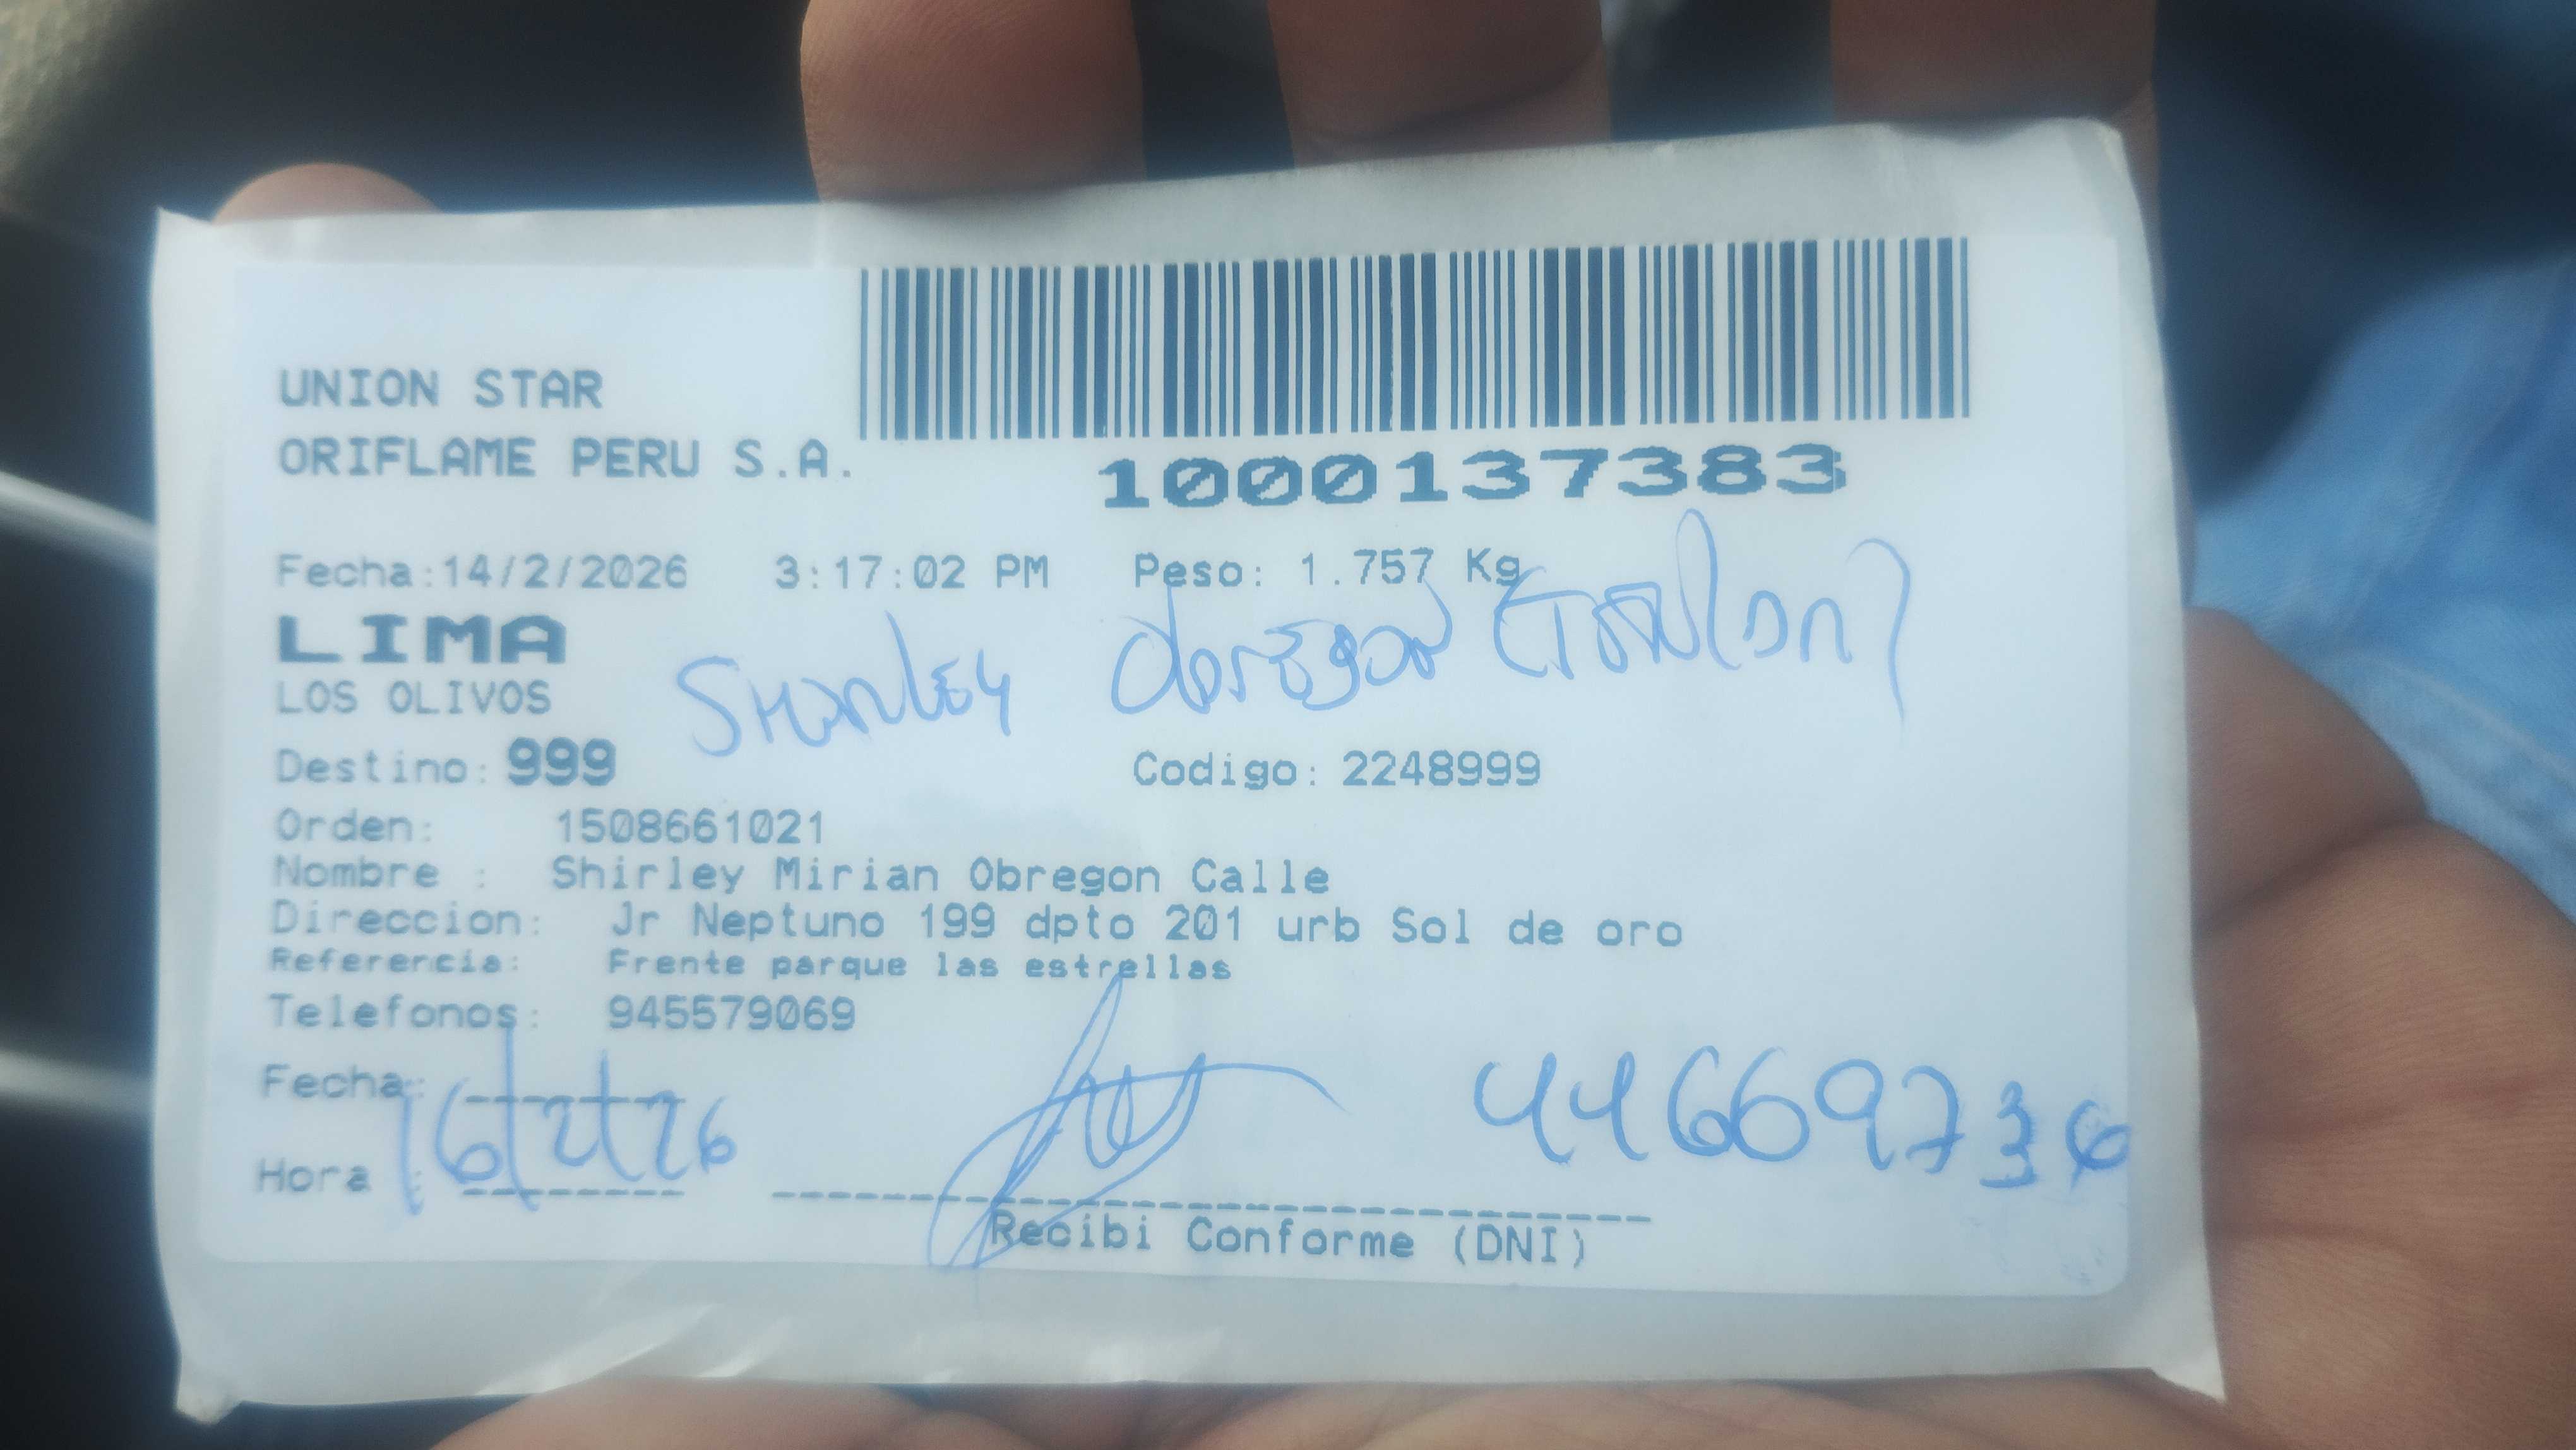 UNION STAR
ORIFLAME PERU S.A.
1000137383
Fecha:14/2/2026 3:17:02 PM Peso: 1.757 Kg
LIMA
LOS OLIVOS
Shirley Obregon
Destino: 999 Codigo: 2248999
Orden: 1508661021
Nombre : Shirley Mirian Obregon Calle
Direccion: Jr Neptuno 199 dpto 201 urb Sol de oro
Referencia: Frente parque las estrellas
Telefonos: 945579069
Fecha: 16/2/26
44669736
Hora :
Recibi Conforme (DNI)